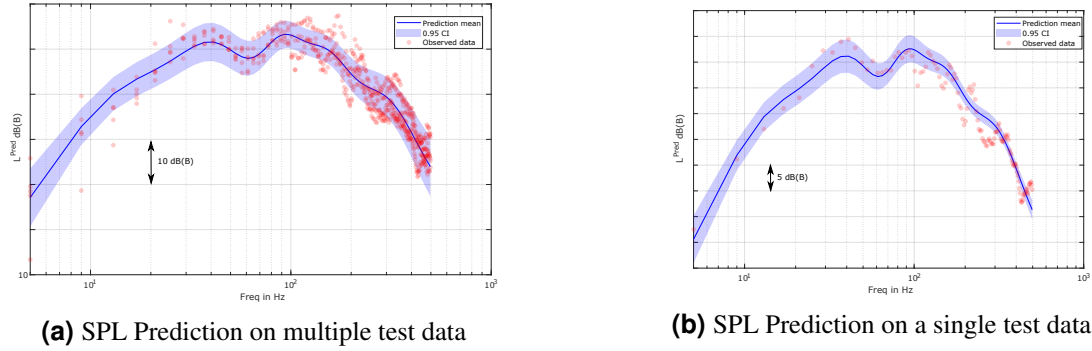 Prediction mean
0.95 CI
Observed data
L^Pred dB(B)
10 dB(B)
10
10^1
10^2
10^3
Freq in Hz
(a) SPL Prediction on multiple test data
Prediction mean
0.95 CI
Observed data
L^Pred dB(B)
5 dB(B)
10^1
10^2
10^3
Freq in Hz
(b) SPL Prediction on a single test data